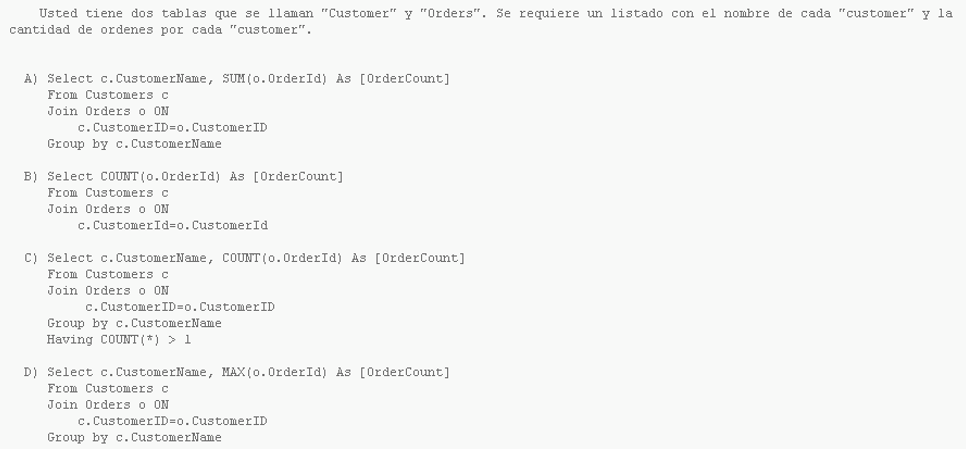 Usted tiene dos tablas que se llaman "Customer" y "Orders". Se requiere un listado con el nombre de cada "customer" y la
cantidad de ordenes por cada "customer".
A) Select c.CustomerName, SUM(o.OrderId) As [OrderCount]
From Customers c
Join Orders o ON
c.CustomerID=o.CustomerID
Group by c.CustomerName
B) Select COUNT(o.OrderId) As [OrderCount]
From Customers c
Join Orders o ON
c.CustomerId=o.CustomerId
C) Select c.CustomerName, COUNT(o.OrderId) As [OrderCount]
From Customers c
Join Orders o ON
c.CustomerID=o.CustomerID
Group by c.CustomerName
Having COUNT(*) > 1
D) Select c.CustomerName, MAX(o.OrderId) As [OrderCount]
From Customers c
Join Orders o ON
c.CustomerID=o.CustomerID
Group by c.CustomerName